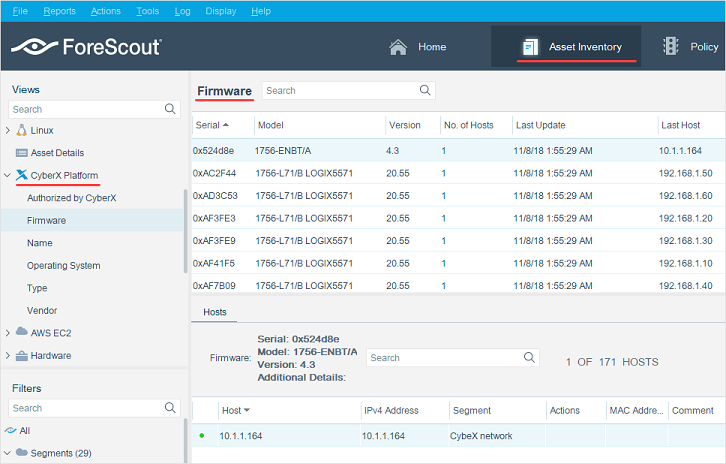 File Reports Actions Tools Log Display Help
ForeScout
Home
Asset Inventory
Policy
Views
Search
Linux
Asset Details
CyberX Platform
Authorized by CyberX
Firmware
Name
Operating System
Type
Vendor
AWS EC2
Hardware
Filters
Search
All
Segments (29)
Firmware Search
Serial Model Version No. of Hosts Last Update Last Host
0x524d8e 1756-ENBT/A 4.3 1 11/8/18 1:55:29 AM 10.1.1.164
0xAC2F44 1756-L71/B LOGIX5571 20.55 1 11/8/18 1:55:29 AM 192.168.1.50
0xAD3C53 1756-L71/B LOGIX5571 20.55 1 11/8/18 1:55:29 AM 192.168.1.60
0xAF3FE3 1756-L71/B LOGIX5571 20.55 1 11/8/18 1:55:29 AM 192.168.1.20
0xAF3FE9 1756-L71/B LOGIX5571 20.55 1 11/8/18 1:55:29 AM 192.168.1.30
0xAF41F5 1756-L71/B LOGIX5571 20.55 1 11/8/18 1:55:29 AM 192.168.1.10
0xAF7B09 1756-L71/B LOGIX5571 20.55 1 11/8/18 1:55:29 AM 192.168.1.40
Hosts
Firmware:
Serial: 0x524d8e
Model: 1756-ENBT/A
Version: 4.3
Additional Details:
Search
1 OF 171 HOSTS
Host IPv4 Address Segment Actions MAC Addre... Comment
10.1.1.164 10.1.1.164 CybeX network